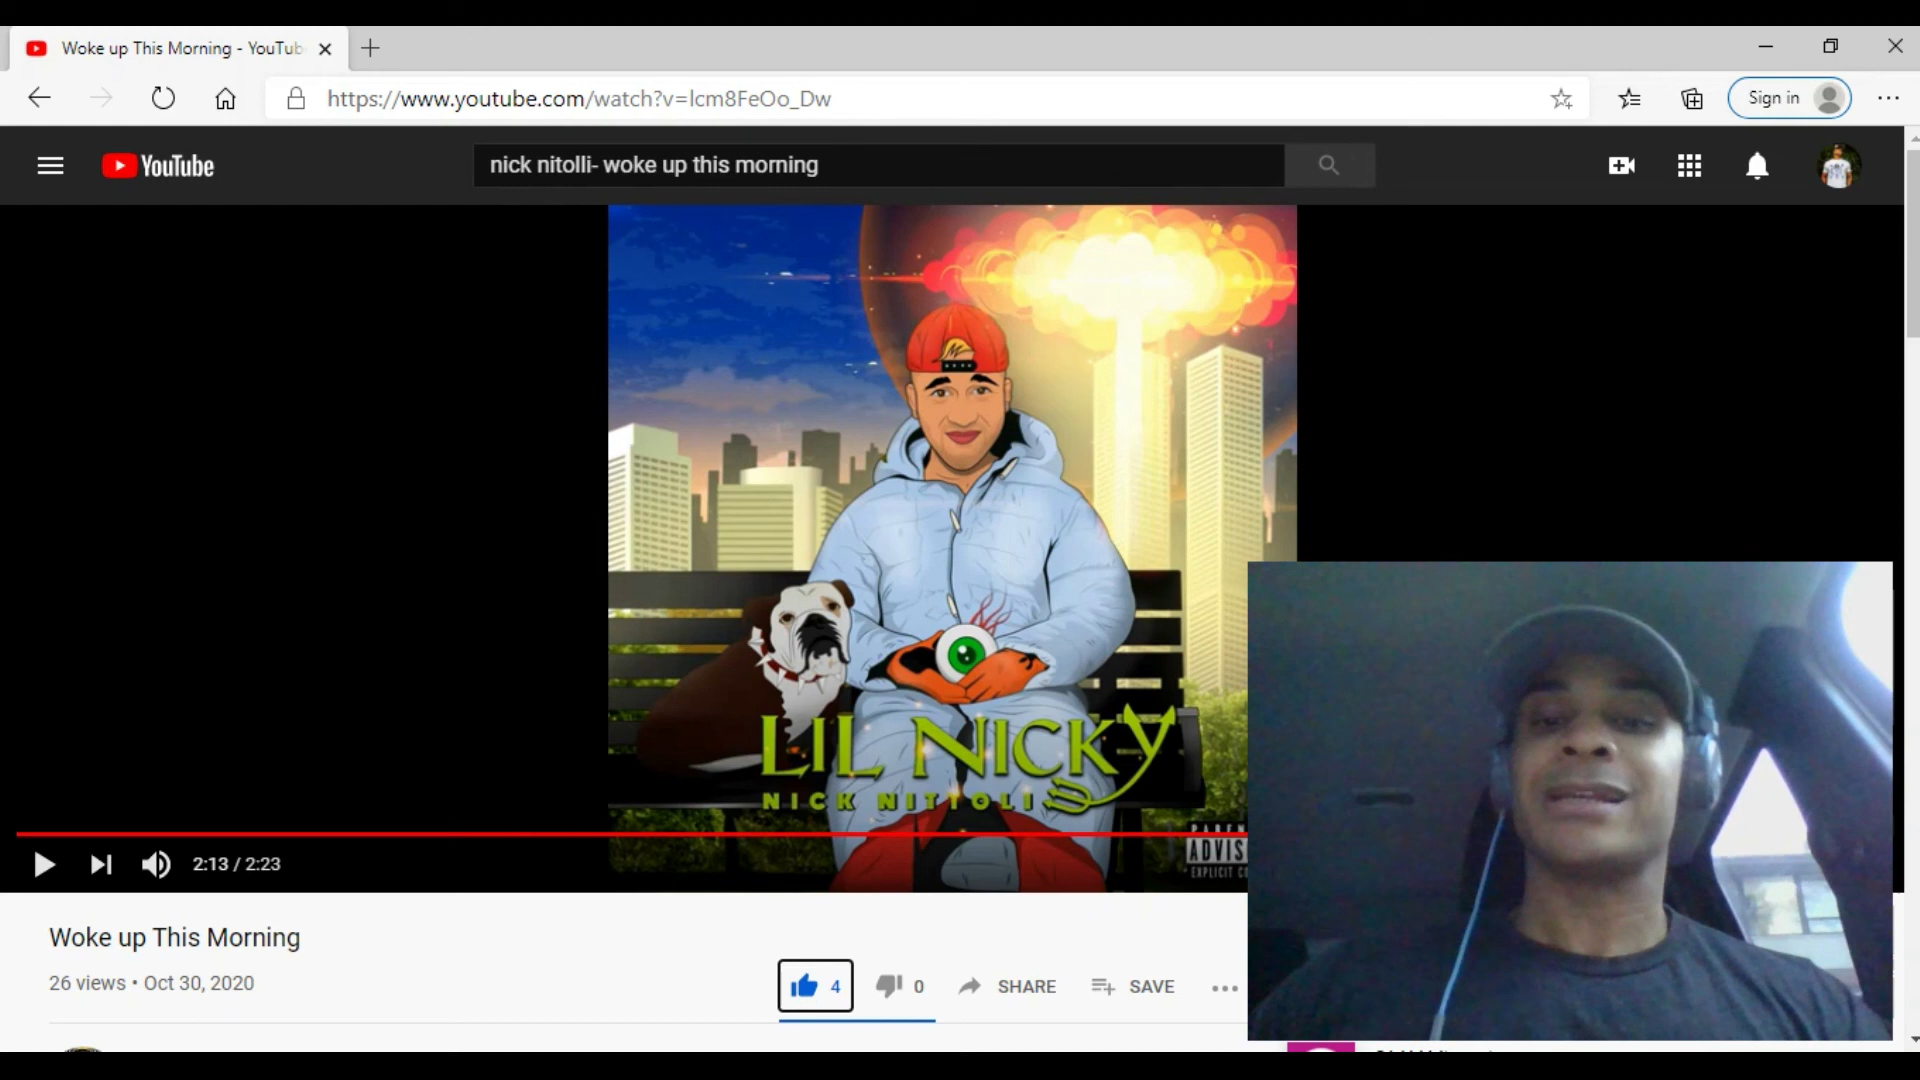 Woke up This Morning - YouTub
https://www.youtube.com/watch?v=lcm8FeOo_Dw
Sign in
YouTube
nick nitolli- woke up this morning
LIL NICKY
NICK NITTOLI
ADVIS
EXPLICIT CO
2:13 / 2:23
Woke up This Morning
26 views • Oct 30, 2020
4
0
SHARE
SAVE